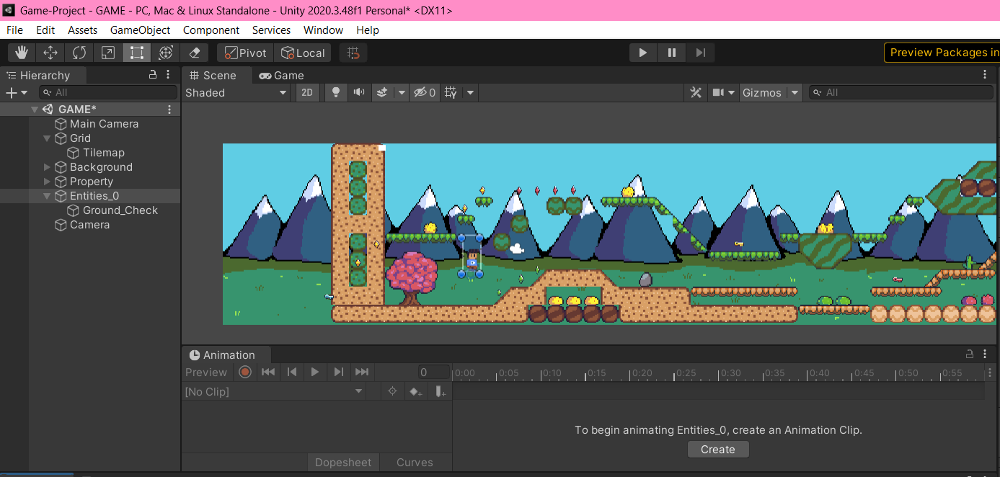 Game-Project - GAME - PC, Mac & Linux Standalone - Unity 2020.3.48f1 Personal* <DX11>
File Edit Assets GameObject Component Services Window Help
Pivot Local Preview Packages in
Hierarchy Scene Game
All Shaded 2D 0 Gizmos All
GAME*
Main Camera
Grid
Tilemap
Background
Property
Entities_0
Ground_Check
Camera
Animation
Preview 0 0:00 0:05 0:10 0:15 0:20 0:25 0:30 0:35 0:40 0:45 0:50 0:55
[No Clip]
To begin animating Entities_0, create an Animation Clip.
Create
Dopesheet Curves